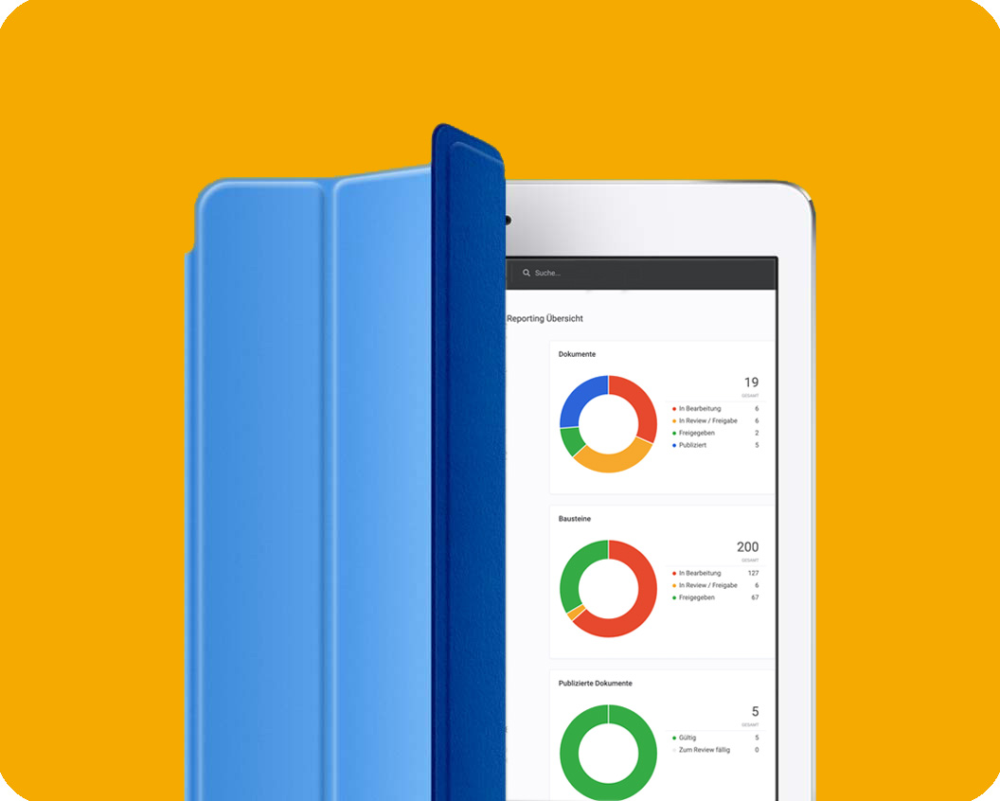 Suche...
Reporting Übersicht
Dokumente
19
GESAMT
In Bearbeitung 6
In Review / Freigabe 6
Freigegeben 2
Publiziert 5
Bausteine
200
GESAMT
In Bearbeitung 127
In Review / Freigabe 6
Freigegeben 67
Publizierte Dokumente
5
GESAMT
Gültig 5
Zum Review fällig 0